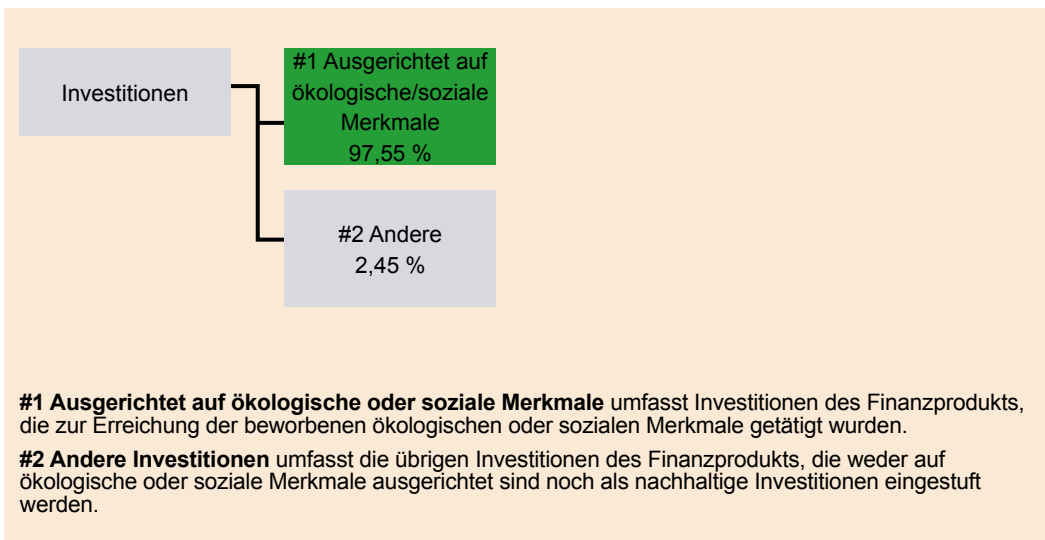 Investitionen
#1 Ausgerichtet auf
ökologische/soziale
Merkmale
97,55 %
#2 Andere
2,45 %
#1 Ausgerichtet auf ökologische oder soziale Merkmale umfasst Investitionen des Finanzprodukts,
die zur Erreichung der beworbenen ökologischen oder sozialen Merkmale getätigt wurden.
#2 Andere Investitionen umfasst die übrigen Investitionen des Finanzprodukts, die weder auf
ökologische oder soziale Merkmale ausgerichtet sind noch als nachhaltige Investitionen eingestuft
werden.